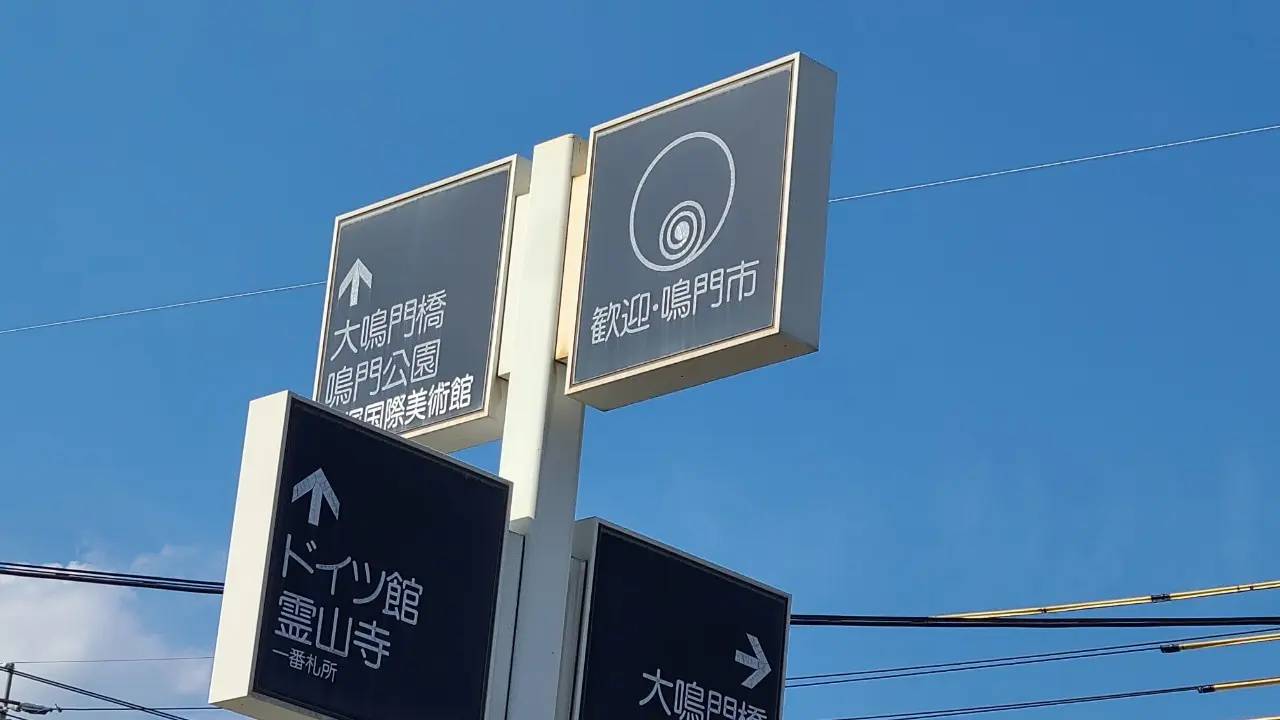 歓迎・鳴門市
大鳴門橋
鳴門公園
国際美術館
ドイツ館
霊山寺
一番札所
大鳴門橋